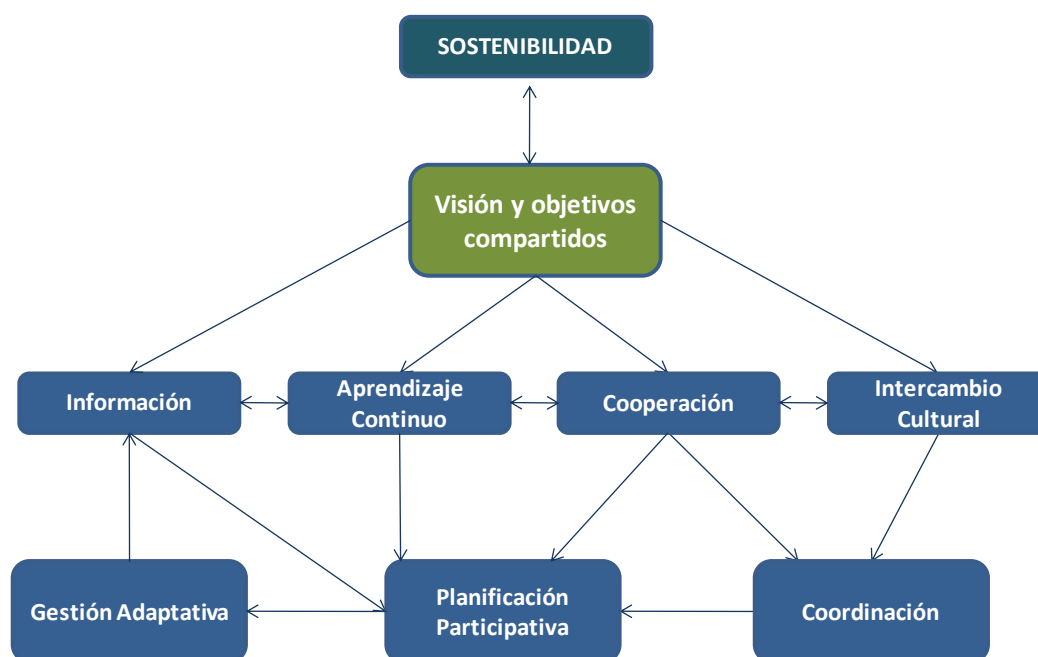 SOSTENIBILIDAD
Visión y objetivos
compartidos
Información
Aprendizaje
Continuo
Cooperación
Intercambio
Cultural
Gestión Adaptativa
Planificación
Participativa
Coordinación